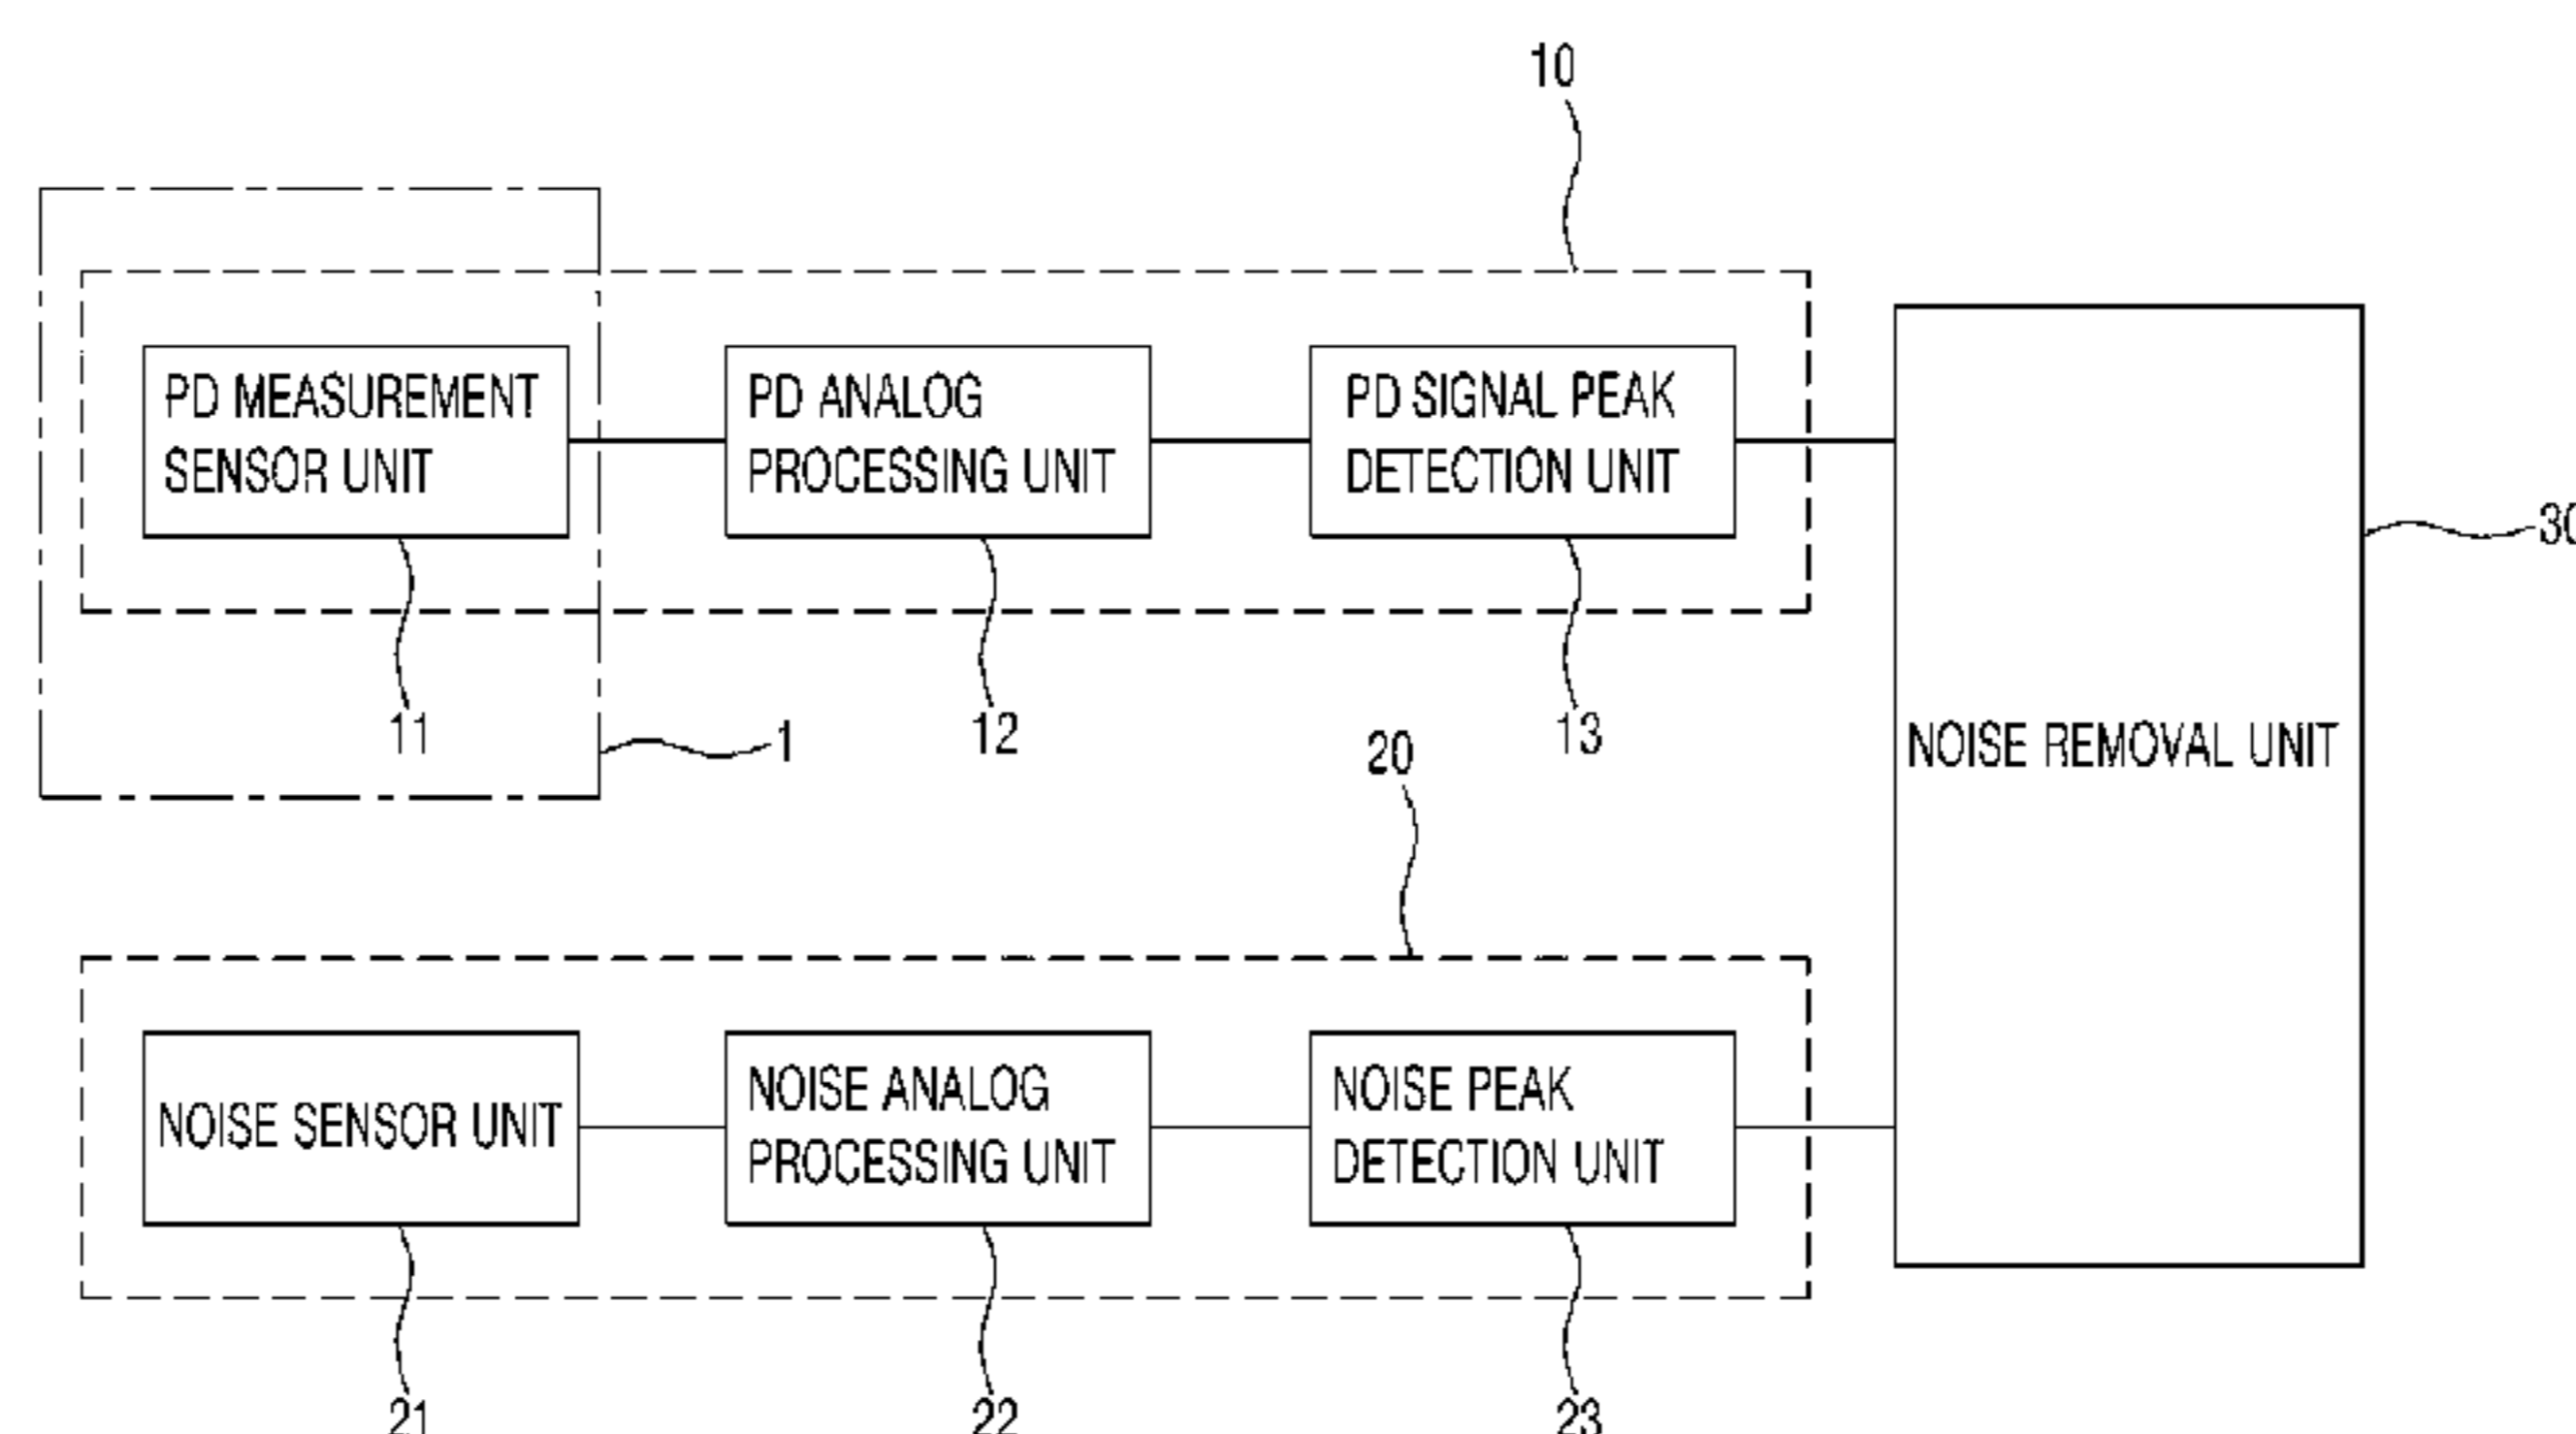 10
PD MEASUREMENT
SENSOR UNIT
PD ANALOG
PROCESSING UNIT
PD SIGNAL PEAK
DETECTION UNIT
30
11
12
13
1
20
NOISE REMOVAL UNIT
NOISE SENSOR UNIT
NOISE ANALOG
PROCESSING UNIT
NOISE PEAK
DETECTION UNIT
21
22
23